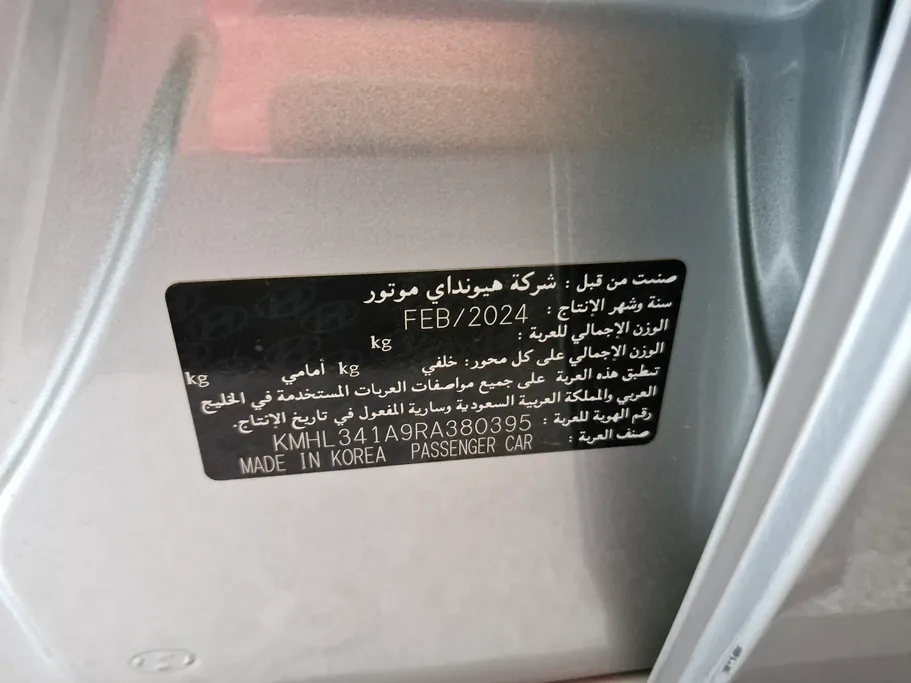 صنعت من قبل : شركة هيونداي موتور
سنة وشهر الإنتاج : FEB/2024
الوزن الإجمالي للعربة : kg
الوزن الإجمالي على كل محور: خلفي kg أمامي kg
تنطبق هذه العربة على جميع مواصفات العربات المستخدمة في الخليج
العربي والمملكة العربية السعودية وسارية المفعول في تاريخ الإنتاج.
رقم الهوية للعربة : KMHL341A9RA380395
صنف العربة : PASSENGER CAR MADE IN KOREA